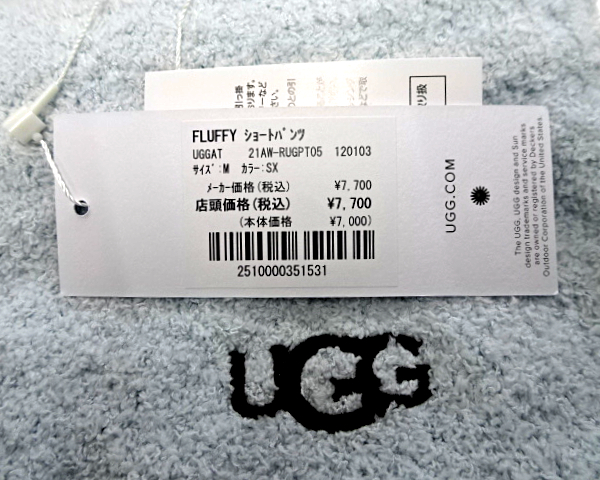 FLUFFY ｼｮｰﾄﾊﾟﾝﾂ
UGGAT 21AW-RUGPT05 120103
ｻｲｽﾞ:M ｶﾗｰ:SX
ﾒｰｶｰ価格(税込) ¥7,700
店頭価格(税込) ¥7,700
(本体価格 ¥7,000)
2510000351531
UGG.COM
The UGG, UGG design and Sun
design trademarks and service marks
are owned or registered by Deckers
Outdoor Corporation of the United States.
UGG